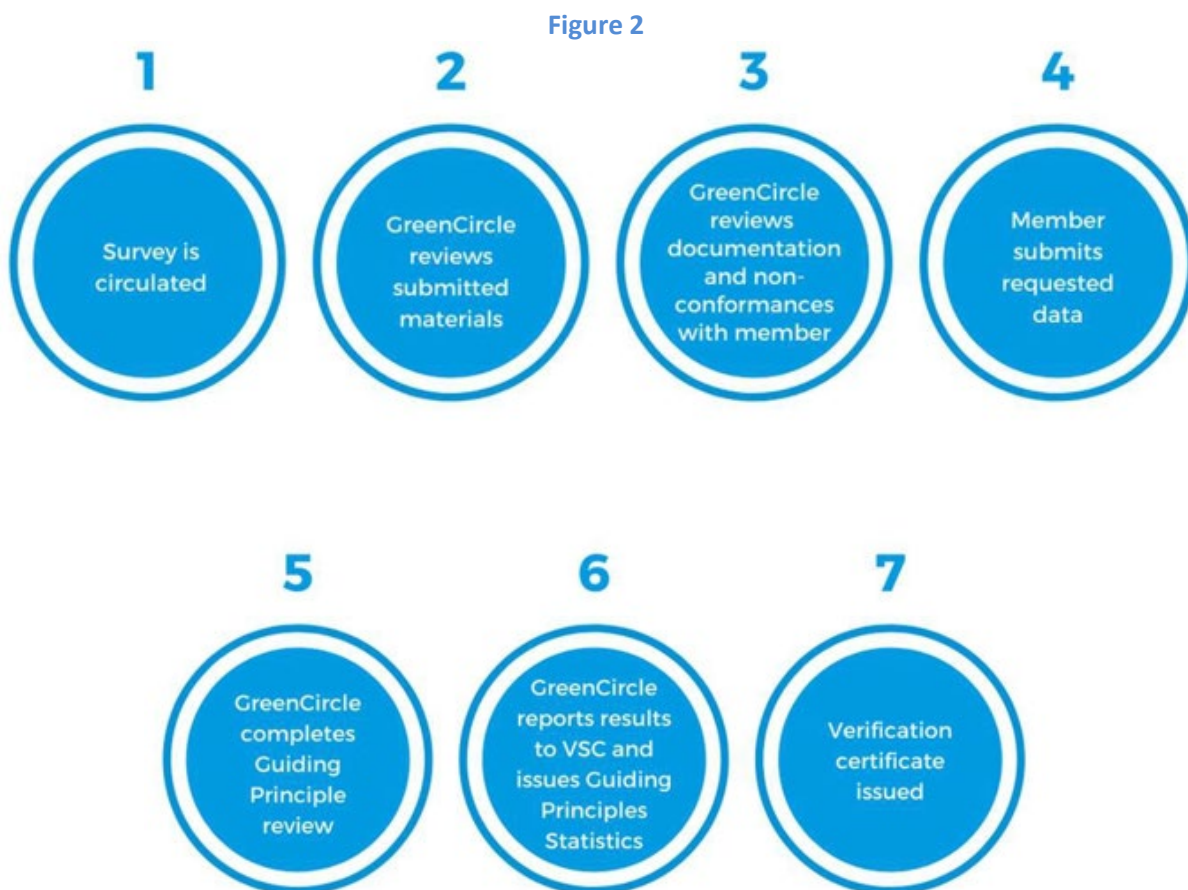 Figure 2
1
2
3
4
Survey is
circulated
GreenCircle
reviews
submitted
materials
GreenCircle
reviews
documentation
and non-
conformances
with member
Member
submits
requested
data
5
6
7
GreenCircle
completes
Guiding
Principle
review
GreenCircle
reports results
to VSC and
issues Guiding
Principles
Statistics
Verification
certificate
issued